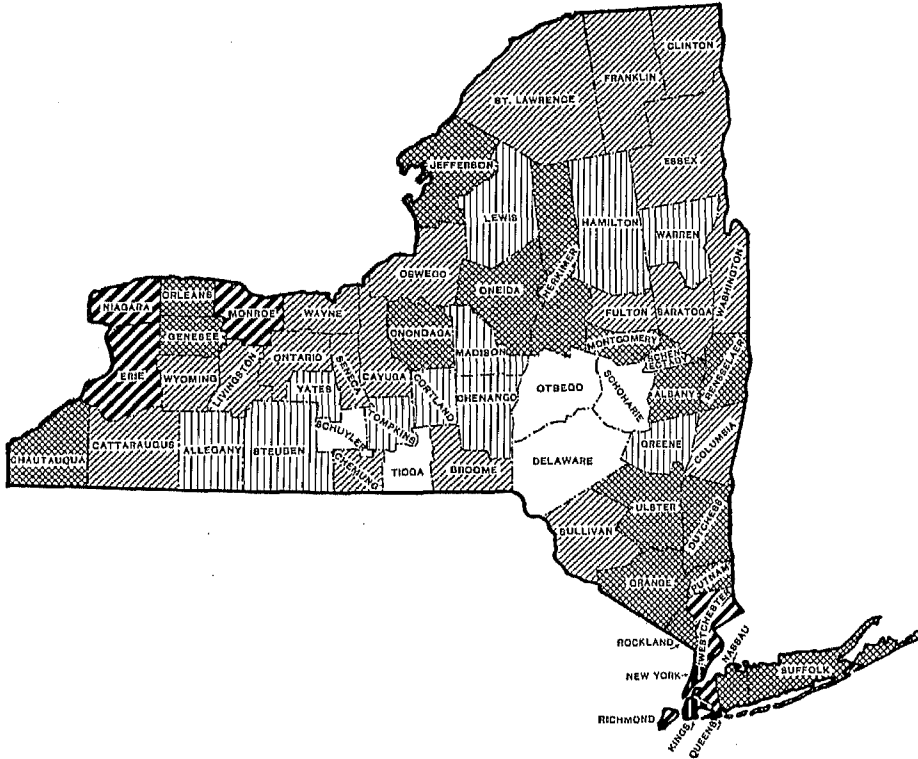 CLINTON
FRANKLIN
ST. LAWRENCE
ESSEX
JEFFERSON
LEWIS
HAMILTON
WARREN
WASHINGTON
OSWEGO
HERKIMER
ONEIDA
ORLEANS
NIAGARA
MONROE
WAYNE
FULTON
SARATOGA
GENESEE
ONONDAGA
MADISON
MONTGOMERY
SCHEN-
ECTADY
RENSSELAER
ERIE
WYOMING
LIVINGSTON
ONTARIO
YATES
SENECA
CAYUGA
CORTLAND
CHENANGO
OTSEGO
SCHOHARIE
ALBANY
CHAUTAUQUA
CATTARAUGUS
ALLEGANY
STEUBEN
SCHUYLER
TOMPKINS
CHEMUNG
TIOGA
BROOME
DELAWARE
GREENE
COLUMBIA
ULSTER
DUTCHESS
SULLIVAN
ORANGE
PUTNAM
WESTCHESTER
ROCKLAND
NASSAU
NEW YORK
SUFFOLK
RICHMOND
KINGS
QUEENS